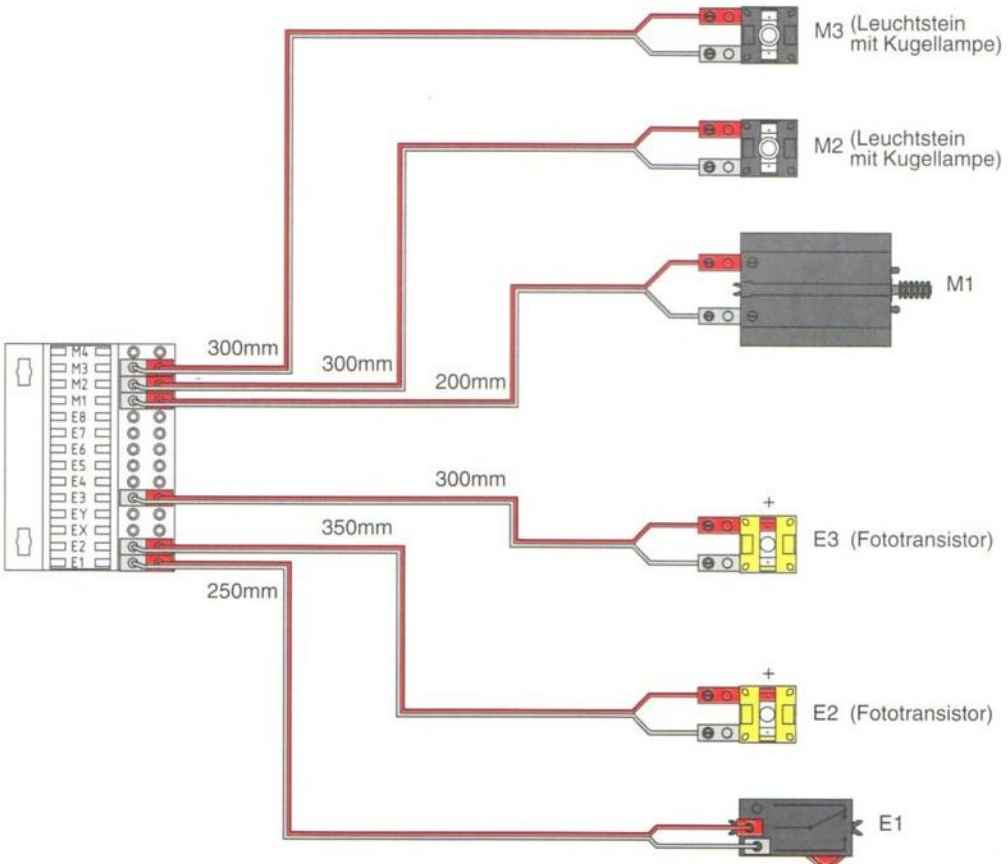 M3 (Leuchtstein
mit Kugellampe)
M2 (Leuchtstein
mit Kugellampe)
M1
300mm
300mm
200mm
M4
M3
M2
M1
E8
E7
E6
E5
E4
E3
EY
EX
E2
E1
300mm
350mm
250mm
+
E3 (Fototransistor)
+
E2 (Fototransistor)
E1